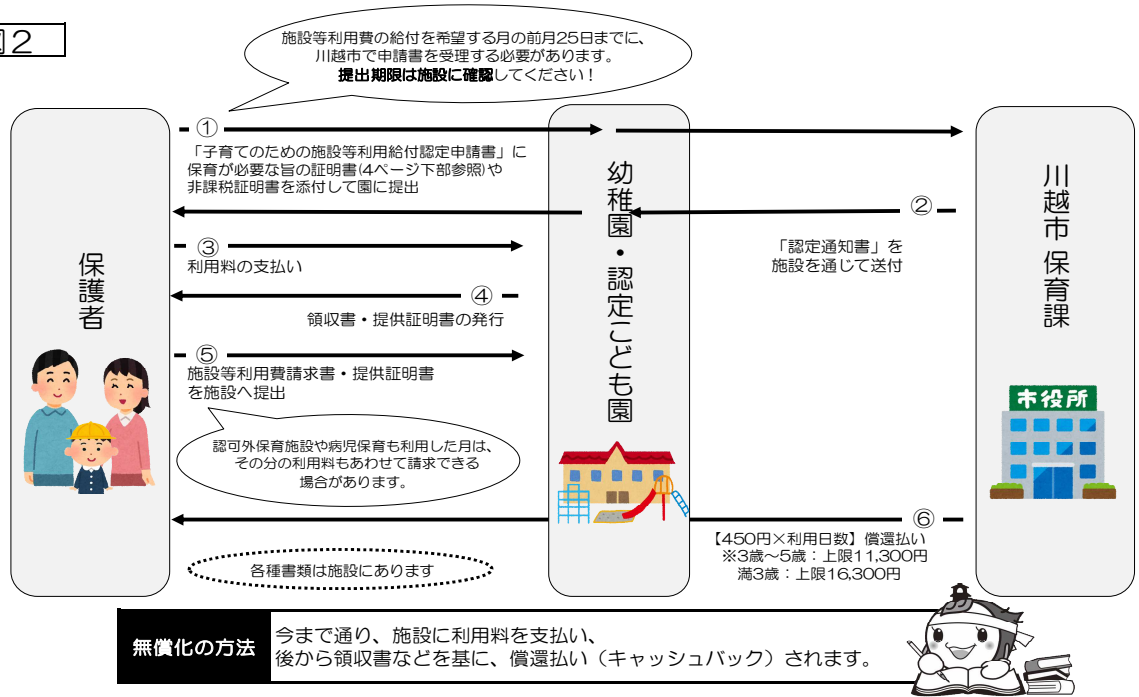 2
施設等利用費の給付を希望する月の前月25日までに、
川越市で申請書を受理する必要があります。
提出期限は施設に確認してください！
保護者
幼稚園・認定こども園
川越市 保育課
①
「子育てのための施設等利用給付認定申請書」に
保育が必要な旨の証明書(4ページ下部参照)や
非課税証明書を添付して園に提出
②
「認定通知書」を
施設を通じて送付
③
利用料の支払い
④
領収書・提供証明書の発行
⑤
施設等利用費請求書・提供証明書
を施設へ提出
認可外保育施設や病児保育も利用した月は、
その分の利用料もあわせて請求できる
場合があります。
市役所
⑥
【450円×利用日数】償還払い
※3歳～5歳：上限11,300円
満3歳：上限16,300円
各種書類は施設にあります
無償化の方法
今まで通り、施設に利用料を支払い、
後から領収書などを基に、償還払い（キャッシュバック）されます。